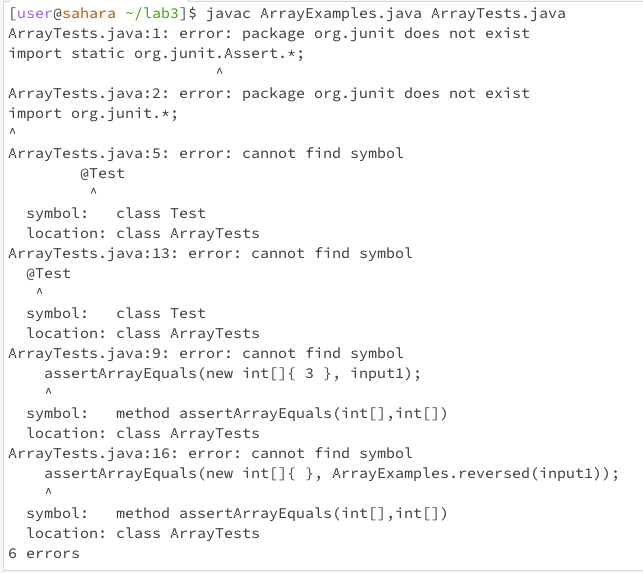 [user@sahara ~/lab3]$ javac ArrayExamples.java ArrayTests.java
ArrayTests.java:1: error: package org.junit does not exist
import static org.junit.Assert.*;
                       ^
ArrayTests.java:2: error: package org.junit does not exist
import org.junit.*;
^
ArrayTests.java:5: error: cannot find symbol
        @Test
         ^
  symbol:   class Test
  location: class ArrayTests
ArrayTests.java:13: error: cannot find symbol
  @Test
   ^
  symbol:   class Test
  location: class ArrayTests
ArrayTests.java:9: error: cannot find symbol
    assertArrayEquals(new int[]{ 3 }, input1);
    ^
  symbol:   method assertArrayEquals(int[],int[])
  location: class ArrayTests
ArrayTests.java:16: error: cannot find symbol
    assertArrayEquals(new int[]{ }, ArrayExamples.reversed(input1));
    ^
  symbol:   method assertArrayEquals(int[],int[])
  location: class ArrayTests
6 errors